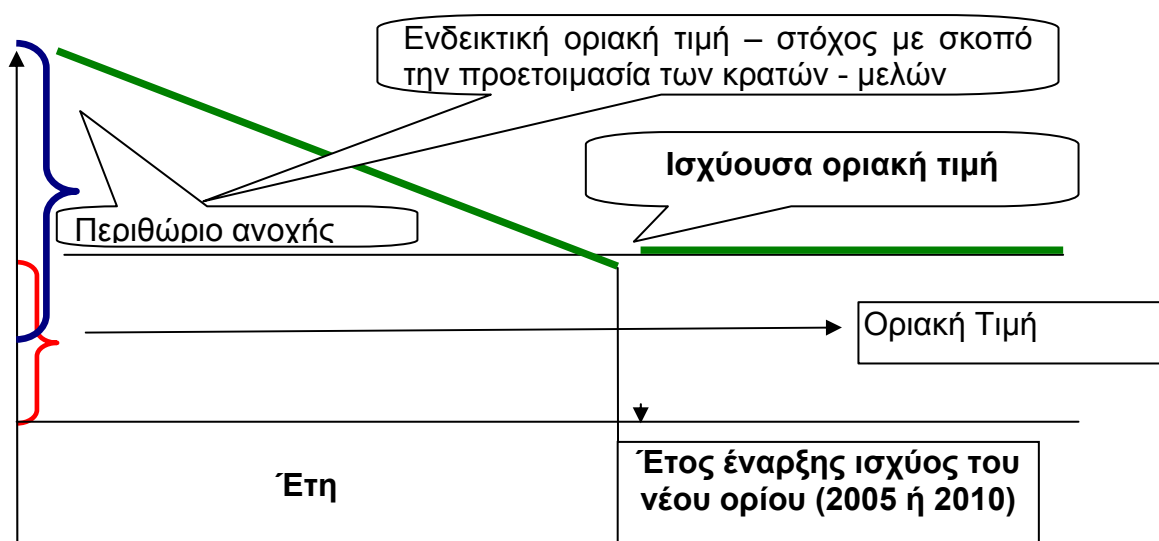 Ενδεικτική οριακή τιμή – στόχος με σκοπό
την προετοιμασία των κρατών - μελών
Ισχύουσα οριακή τιμή
Περιθώριο ανοχής
Οριακή Τιμή
Έτη
Έτος έναρξης ισχύος του
νέου ορίου (2005 ή 2010)